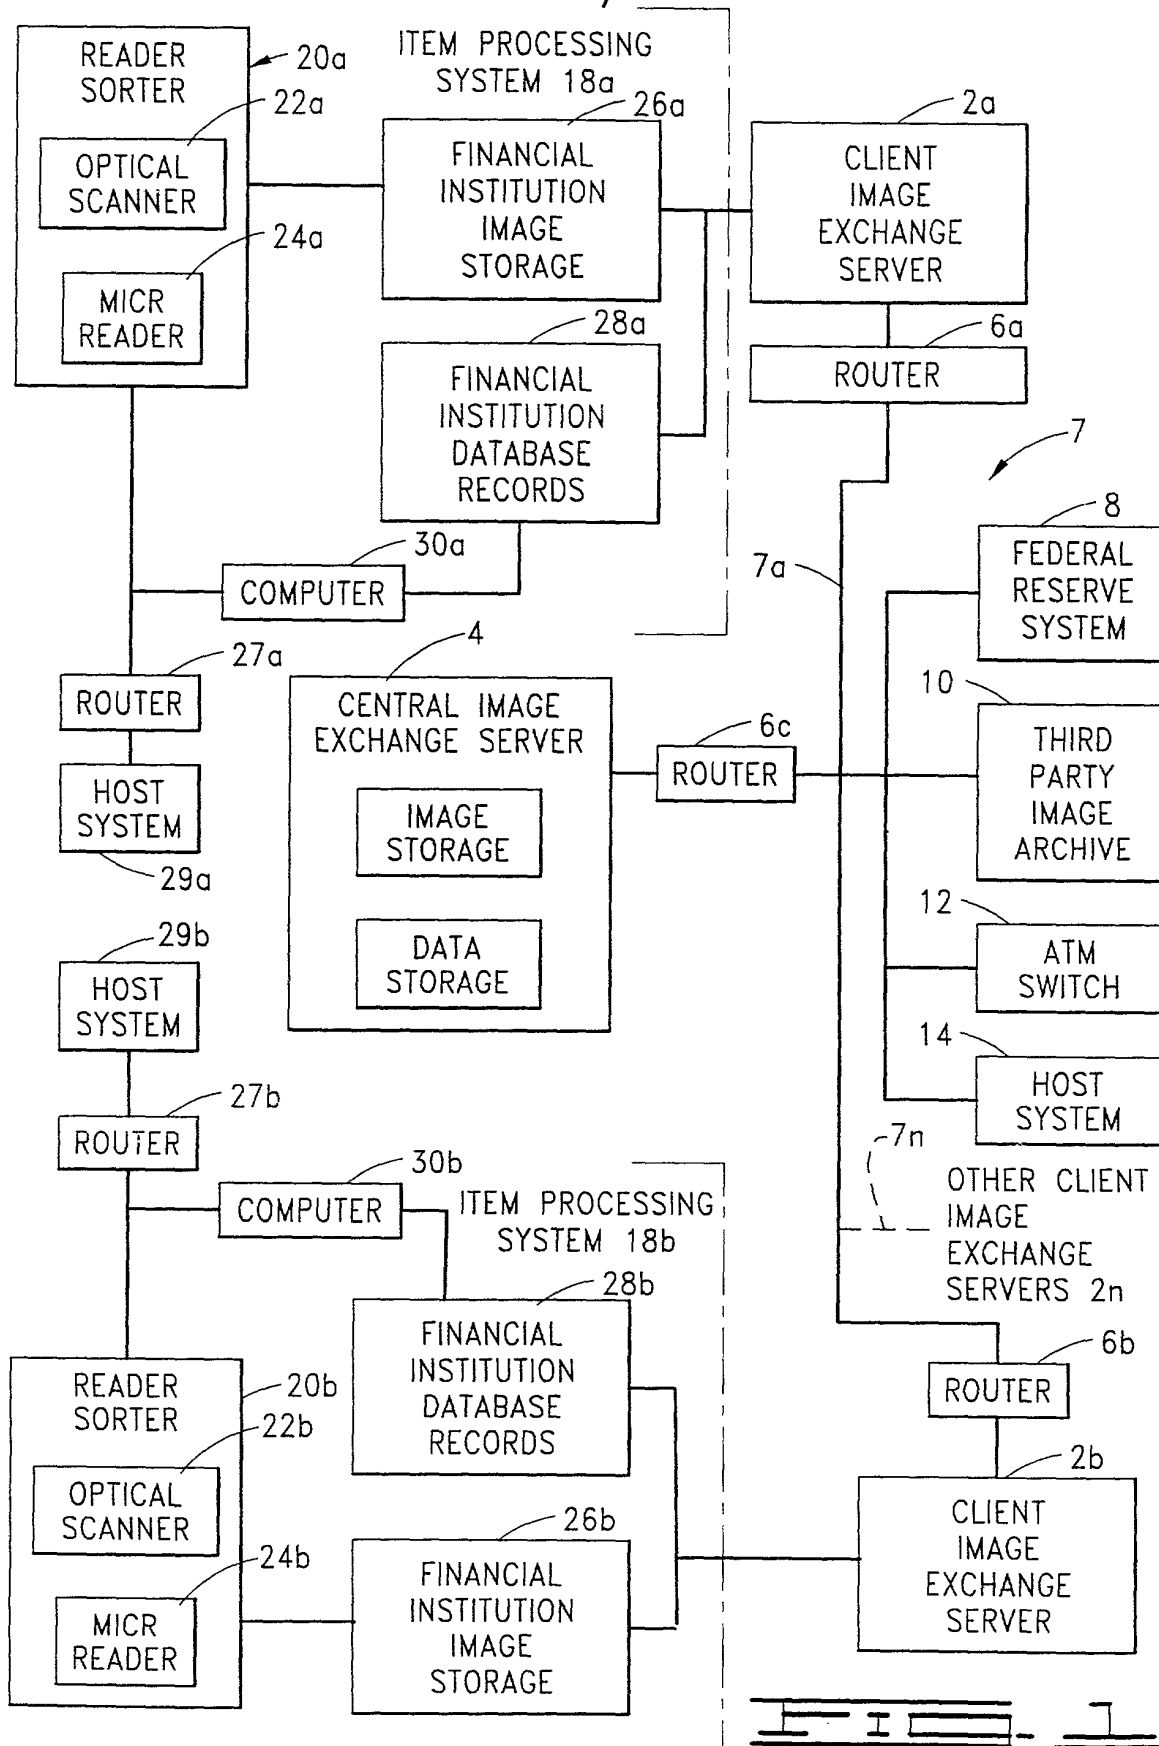 READER
SORTER
20a
22a
OPTICAL
SCANNER
24a
MICR
READER
ITEM PROCESSING
SYSTEM 18a
26a
FINANCIAL
INSTITUTION
IMAGE
STORAGE
28a
FINANCIAL
INSTITUTION
DATABASE
RECORDS
2a
CLIENT
IMAGE
EXCHANGE
SERVER
6a
ROUTER
7
30a
COMPUTER
7a
8
FEDERAL
RESERVE
SYSTEM
27a
ROUTER
HOST
SYSTEM
29a
4
CENTRAL IMAGE
EXCHANGE SERVER
IMAGE
STORAGE
DATA
STORAGE
6c
ROUTER
10
THIRD
PARTY
IMAGE
ARCHIVE
12
ATM
SWITCH
14
HOST
SYSTEM
29b
HOST
SYSTEM
27b
ROUTER
30b
COMPUTER
ITEM PROCESSING
SYSTEM 18b
7n
OTHER CLIENT
IMAGE
EXCHANGE
SERVERS 2n
28b
FINANCIAL
INSTITUTION
DATABASE
RECORDS
6b
ROUTER
READER
SORTER
20b
22b
OPTICAL
SCANNER
24b
MICR
READER
26b
FINANCIAL
INSTITUTION
IMAGE
STORAGE
2b
CLIENT
IMAGE
EXCHANGE
SERVER
FIG. 1